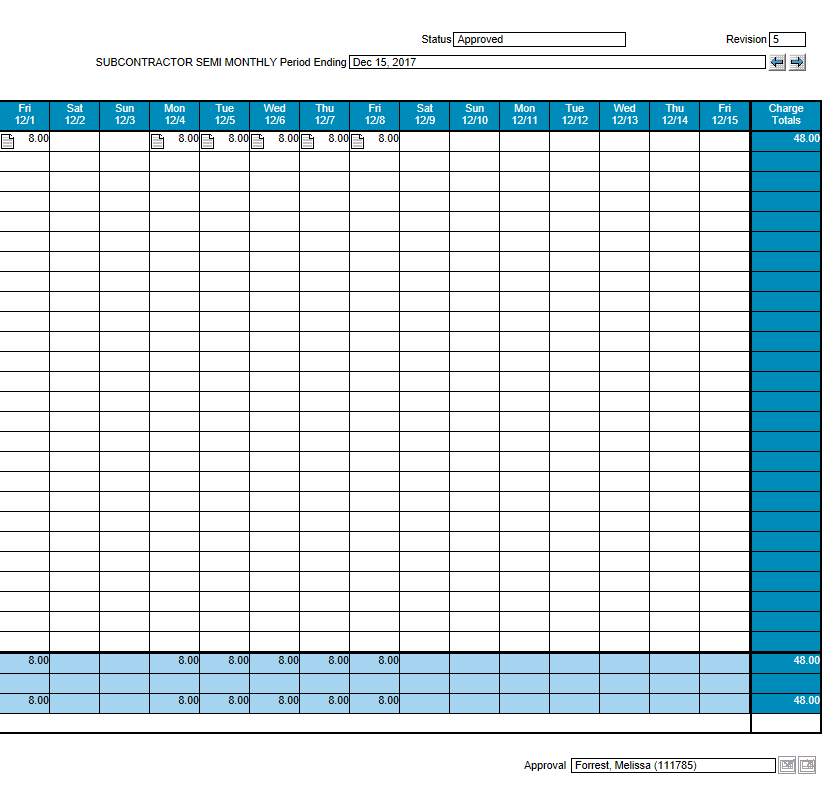 Status Approved Revision 5
SUBCONTRACTOR SEMI MONTHLY Period Ending Dec 15, 2017
Fri Sat Sun Mon Tue Wed Thu Fri Sat Sun Mon Tue Wed Thu Fri Charge
12/1 12/2 12/3 12/4 12/5 12/6 12/7 12/8 12/9 12/10 12/11 12/12 12/13 12/14 12/15 Totals
8.00 8.00 8.00 8.00 8.00 8.00 48.00
8.00 8.00 8.00 8.00 8.00 8.00 48.00
8.00 8.00 8.00 8.00 8.00 8.00 48.00
Approval Forrest, Melissa (111785)